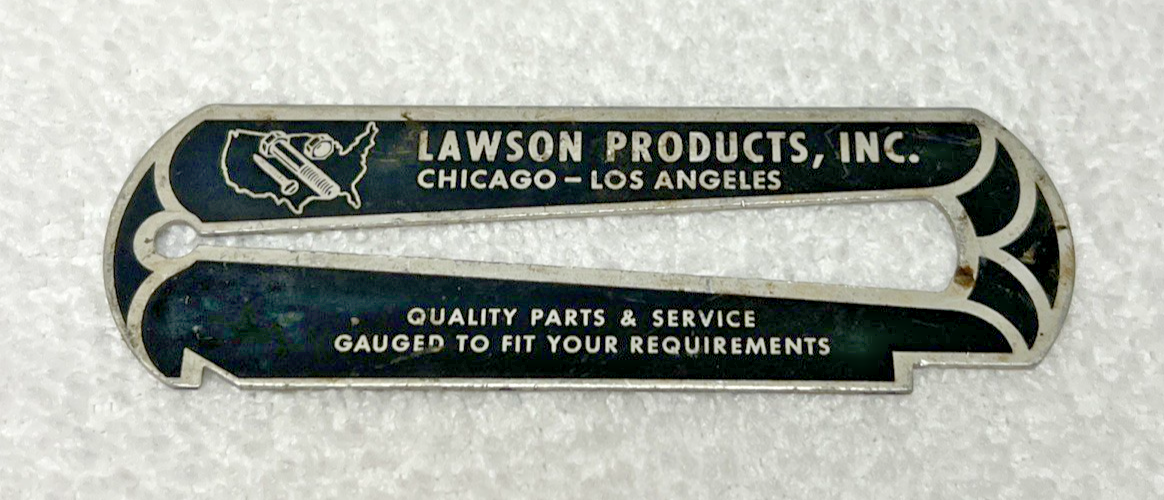 LAWSON PRODUCTS, INC.
CHICAGO – LOS ANGELES
QUALITY PARTS & SERVICE
GAUGED TO FIT YOUR REQUIREMENTS